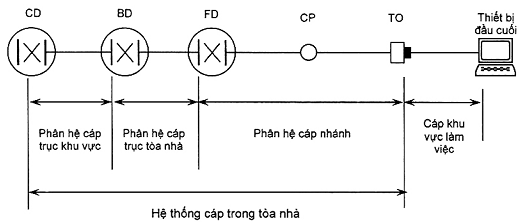 CD
BD
FD
CP
TO
Thiết bị
đầu cuối
Phân hệ cáp
trục khu vực
Phân hệ cáp
trục tòa nhà
Phân hệ cáp nhánh
Cáp khu
vực làm
việc
Hệ thống cáp trong tòa nhà